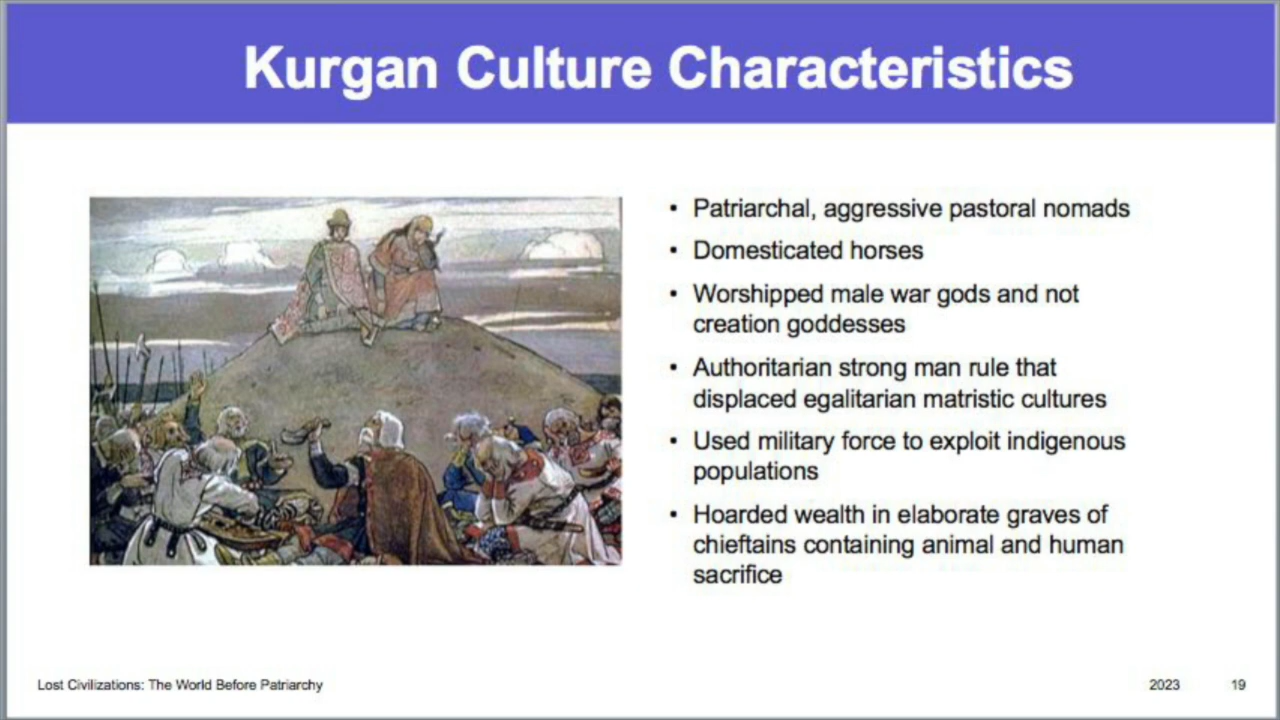 Kurgan Culture Characteristics
• Patriarchal, aggressive pastoral nomads
• Domesticated horses
• Worshipped male war gods and not
creation goddesses
• Authoritarian strong man rule that
displaced egalitarian matristic cultures
• Used military force to exploit indigenous
populations
• Hoarded wealth in elaborate graves of
chieftains containing animal and human
sacrifice
Lost Civilizations: The World Before Patriarchy
2023
19